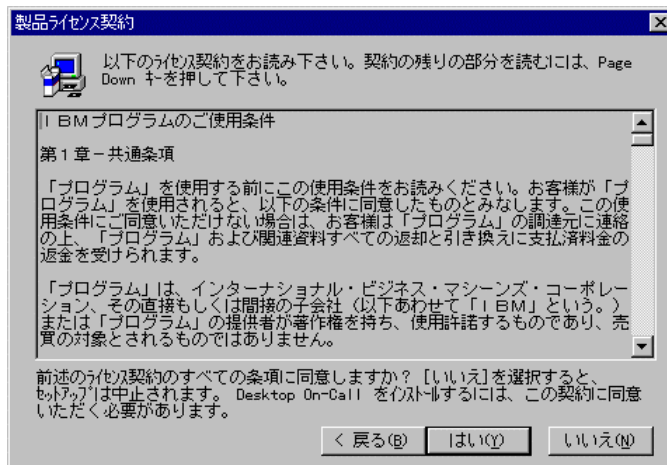 製品ライセンス契約
以下のﾗｲｾﾝｽ契約をお読み下さい。契約の残りの部分を読むには、Page
Down ｷｰを押して下さい。
ＩＢＭプログラムのご使用条件
第１章－共通条項
「プログラム」を使用する前にこの使用条件をお読みください。お客様が「プ
ログラム」を使用されると、以下の条件に同意したものとみなします。この使
用条件にご同意いただけない場合は、お客様は「プログラム」の調達元に連絡
の上、「プログラム」および関連資料すべての返却と引き換えに支払済料金の
返金を受けられます。
「プログラム」は、インターナショナル・ビジネス・マシーンズ・コーポレー
ション、その直接もしくは間接の子会社（以下あわせて「ＩＢＭ」という。）
または「プログラム」の提供者が著作権を持ち、使用許諾するものであり、売
買の対象とされるものではありません。
前述のﾗｲｾﾝｽ契約のすべての条項に同意しますか？ [いいえ]を選択すると、
ｾｯﾄｱｯﾌﾟは中止されます。 Desktop On-Call をｲﾝｽﾄｰﾙするには、この契約に同意
いただく必要があります。
< 戻る(B) はい(Y) いいえ(N)